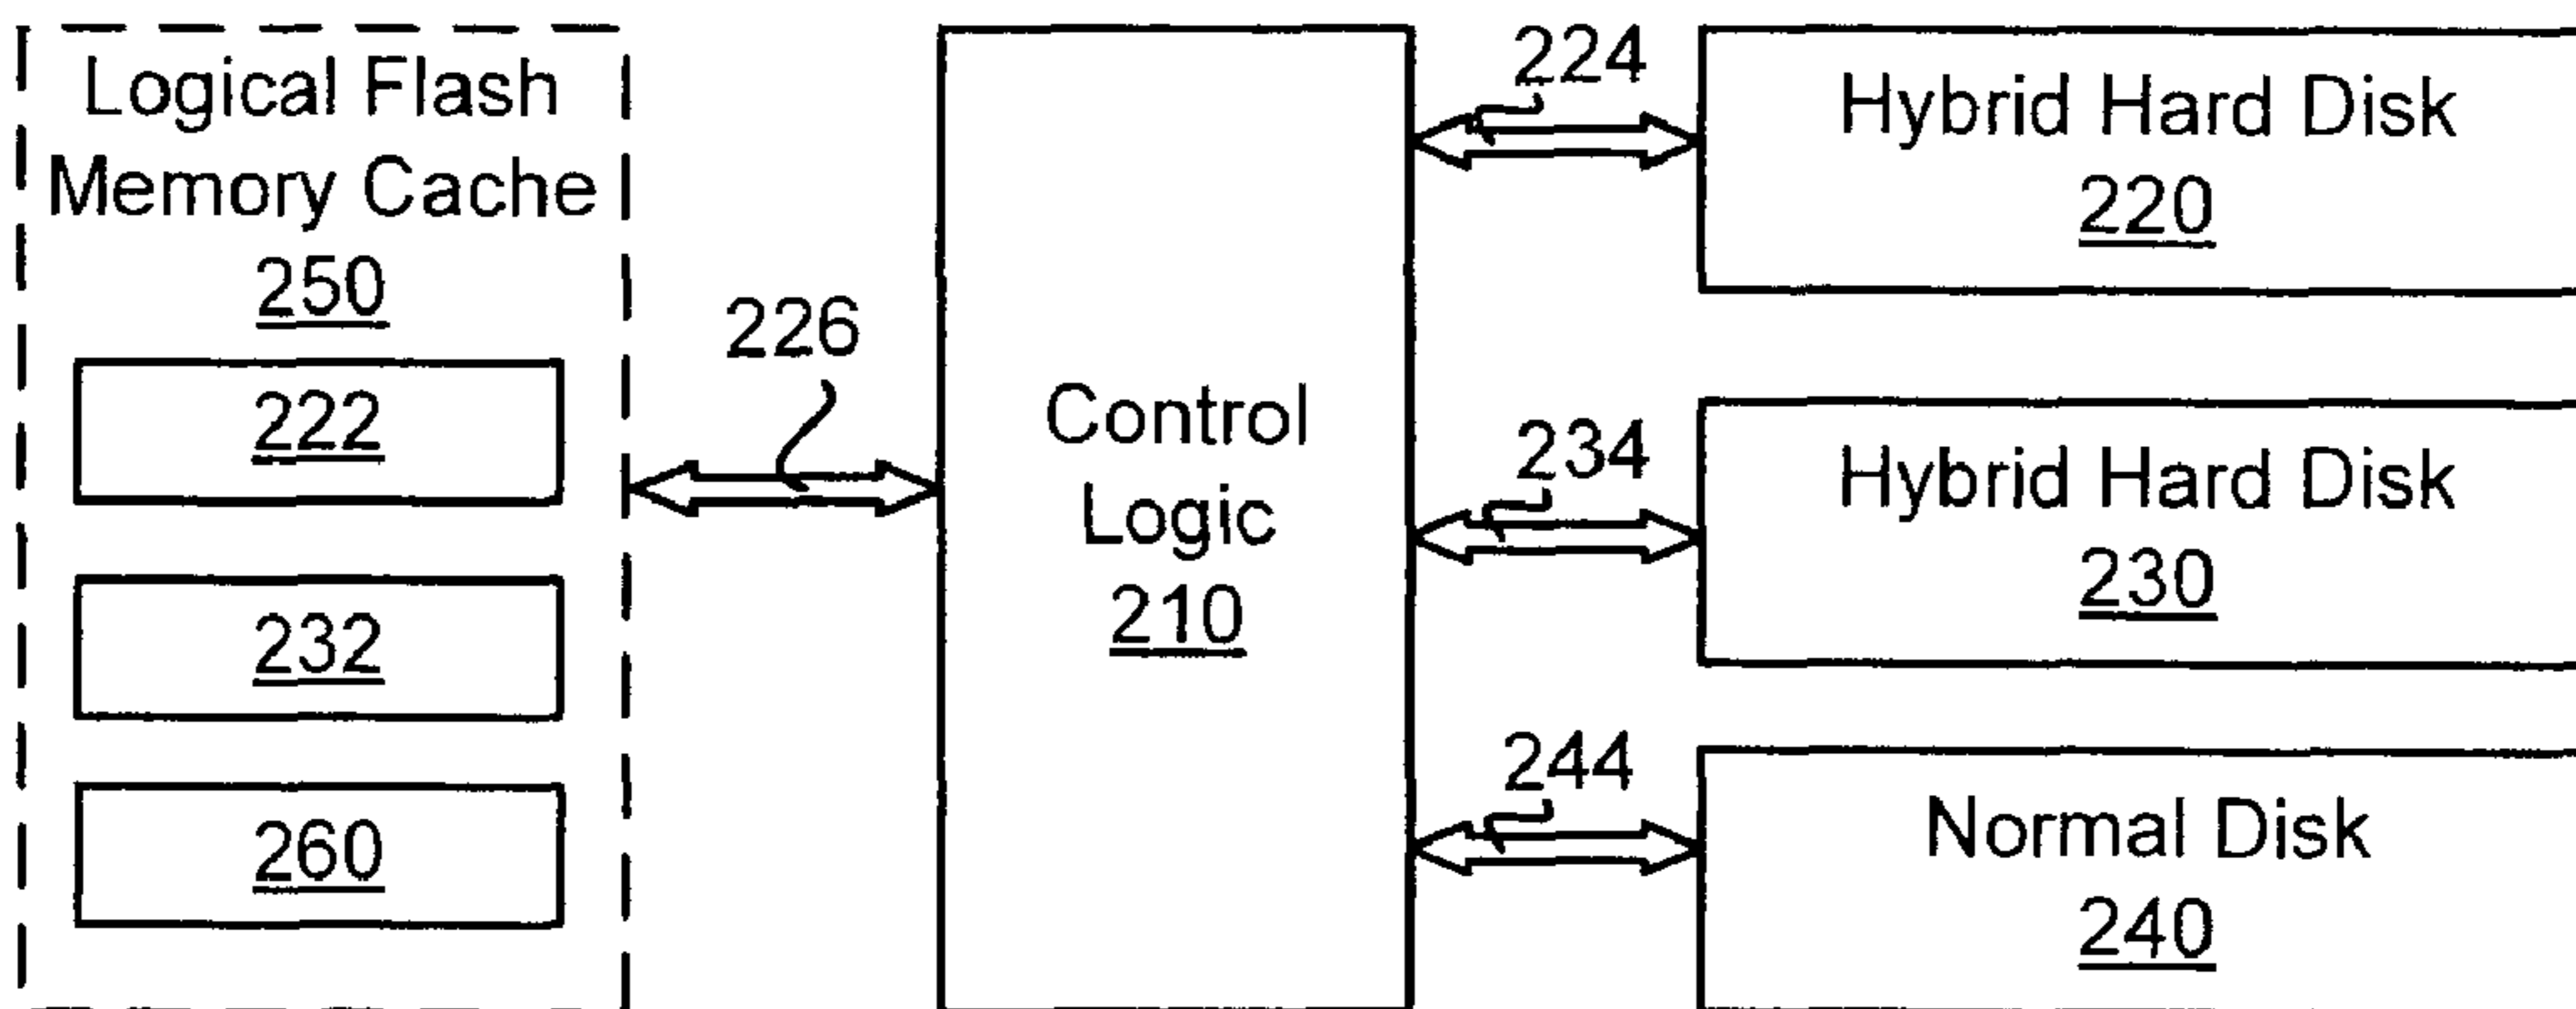 Logical Flash
Memory Cache
250
222
232
260
226
Control
Logic
210
224
234
244
Hybrid Hard Disk
220
Hybrid Hard Disk
230
Normal Disk
240